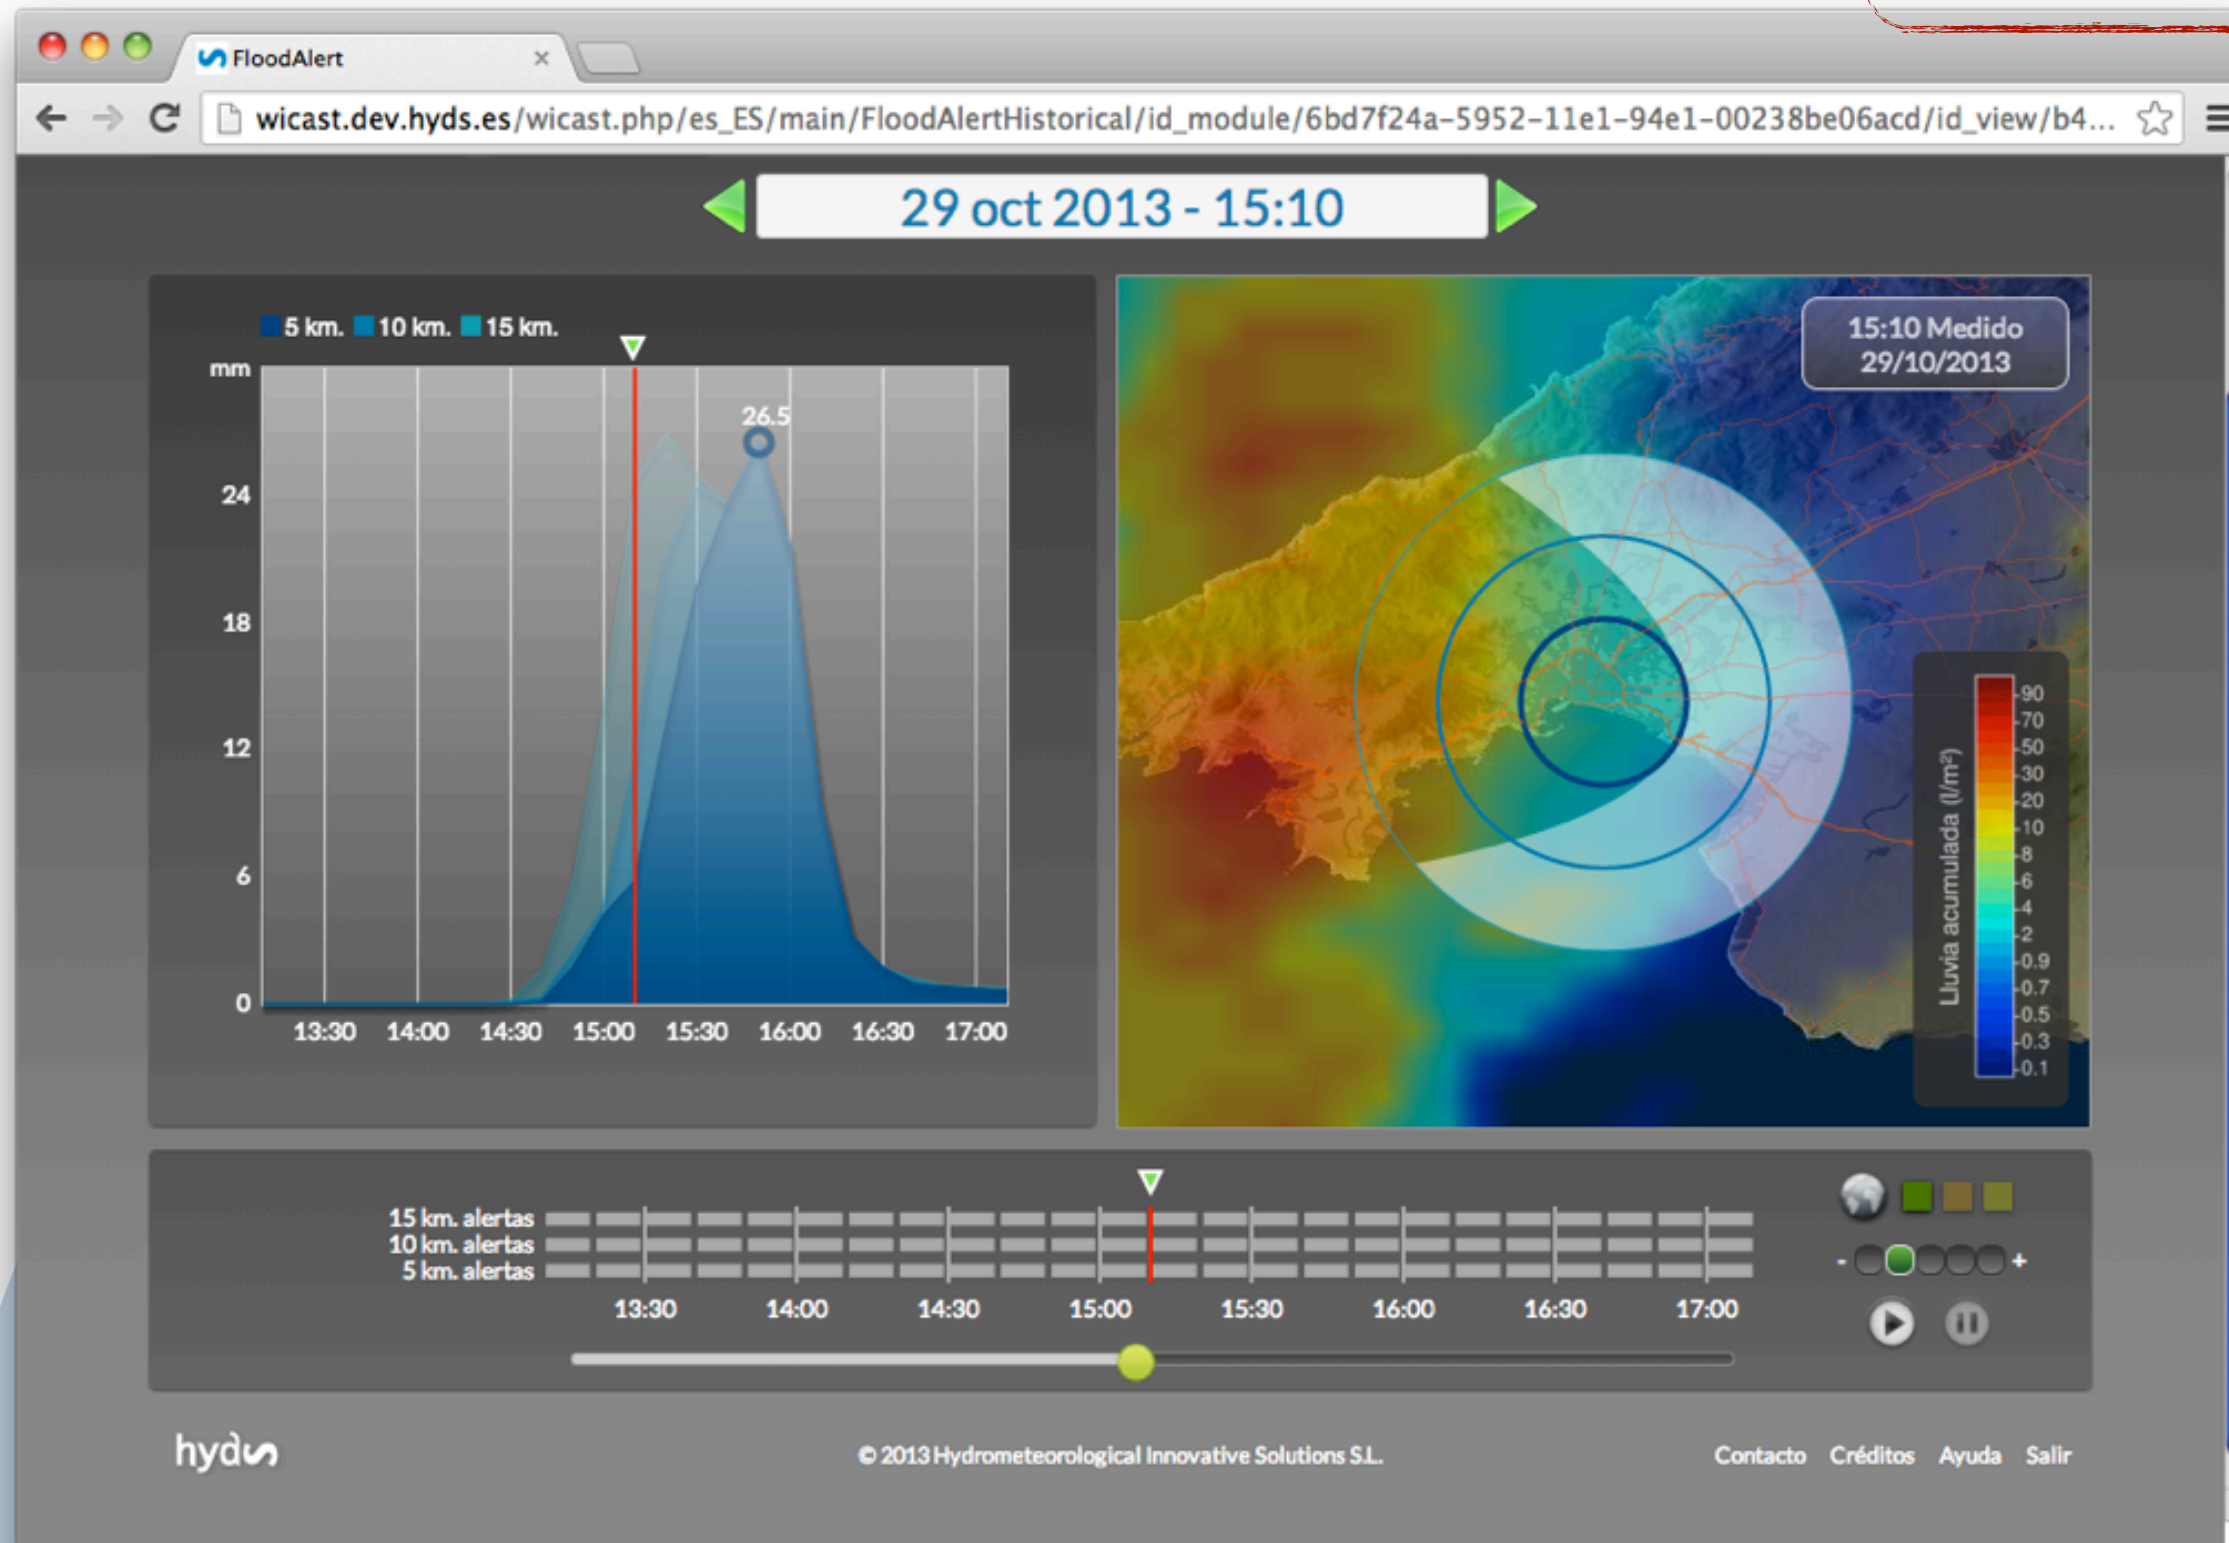 FloodAlert
wicast.dev.hyds.es/wicast.php/es_ES/main/FloodAlertHistorical/id_module/6bd7f24a-5952-11e1-94e1-00238be06acd/id_view/b4...
29 oct 2013 - 15:10
5 km. 10 km. 15 km.
mm
26.5
24
18
12
6
0
13:30 14:00 14:30 15:00 15:30 16:00 16:30 17:00
15:10 Medido
29/10/2013
Lluvia acumulada (l/m²)
90
70
50
30
20
10
8
6
4
2
0.9
0.7
0.5
0.3
0.1
15 km. alertas
10 km. alertas
5 km. alertas
13:30 14:00 14:30 15:00 15:30 16:00 16:30 17:00
- +
hyds
© 2013 Hydrometeorological Innovative Solutions S.L.
Contacto Créditos Ayuda Salir